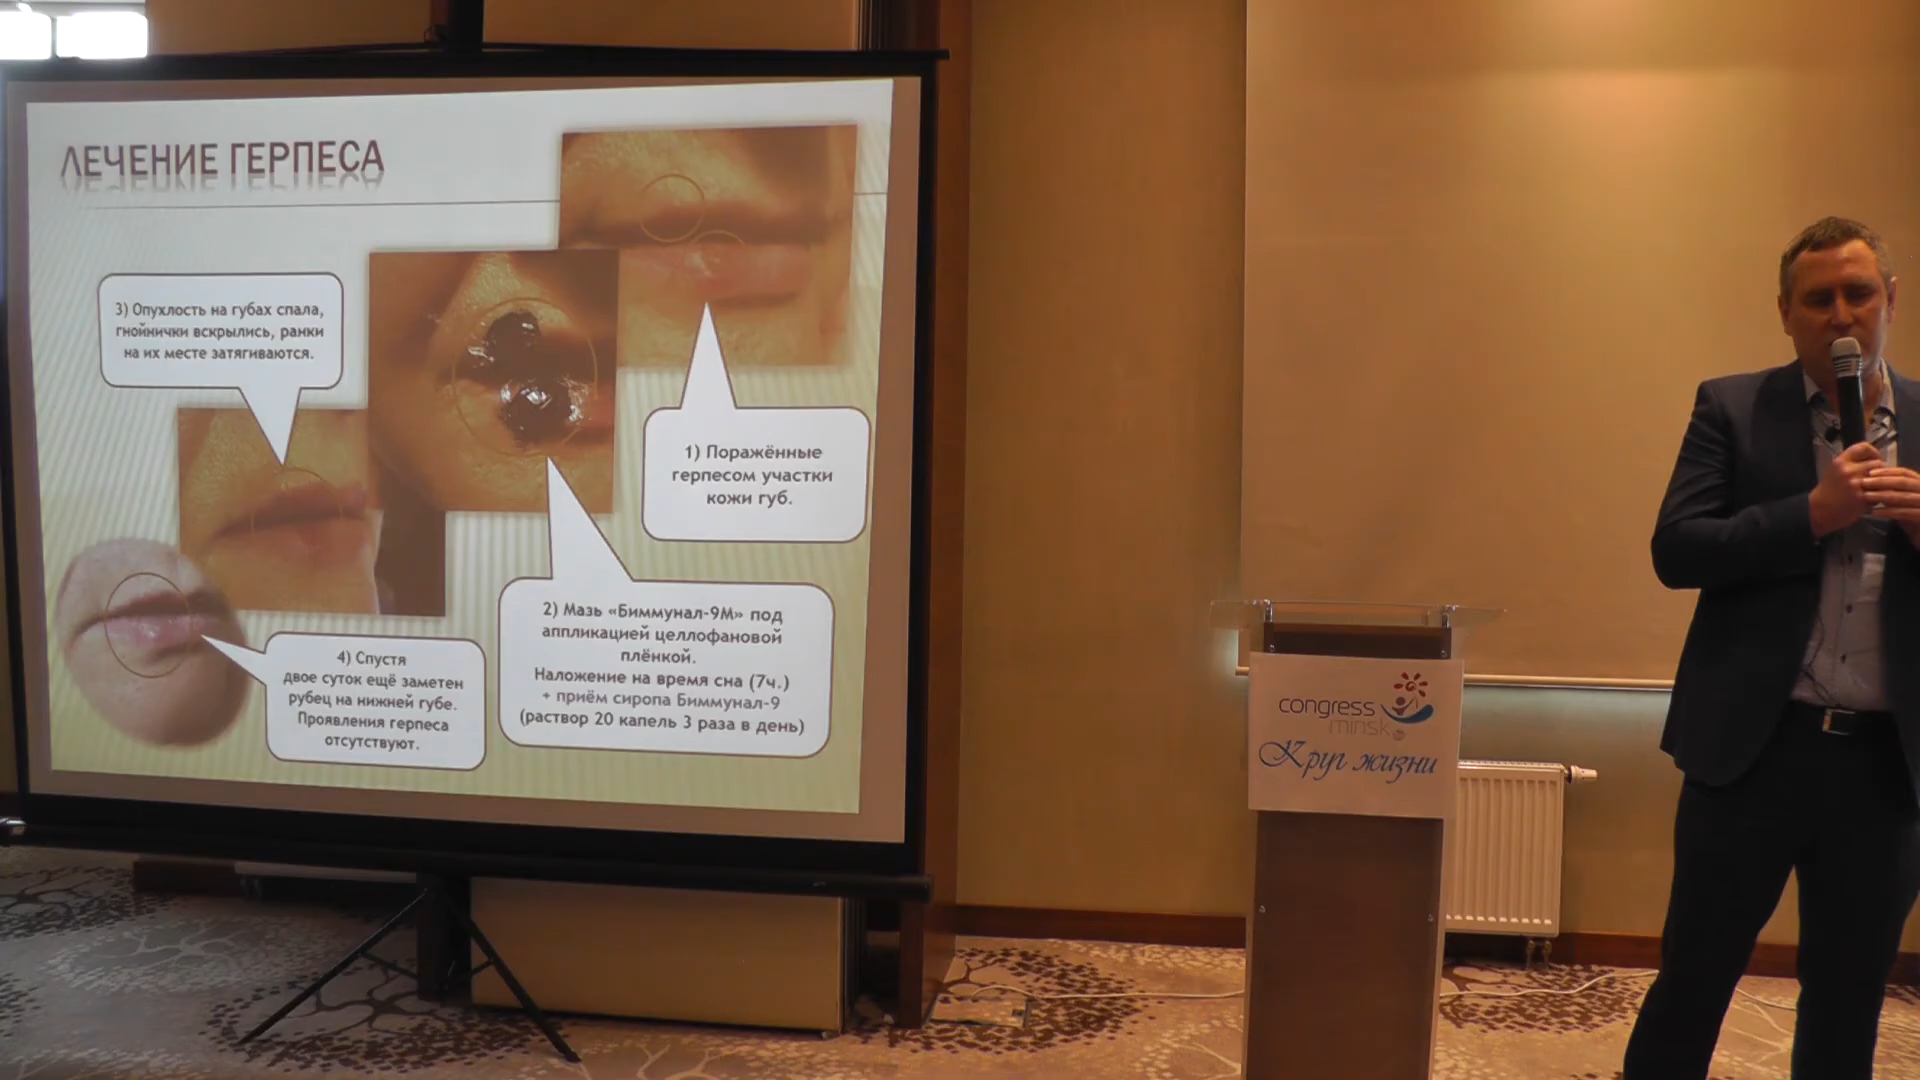 ЛЕЧЕНИЕ ГЕРПЕСА
1) Поражённые
герпесом участки
кожи губ.
2) Мазь «Биммунал-9М» под
аппликацией целлофановой
плёнкой.
Наложение на время сна (7ч.)
+ приём сиропа Биммунал-9
(раствор 20 капель 3 раза в день)
3) Опухлость на губах спала,
гнойнички вскрылись, ранки
на их месте затягиваются.
4) Спустя
двое суток ещё заметен
рубец на нижней губе.
Проявления герпеса
отсутствуют.
congress
minsk
Круг жизни